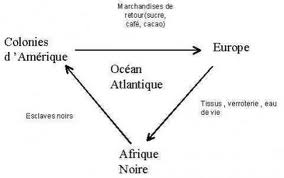 Marchandises de
retour(sucre,
café, cacao)
Colonies
d 'Amérique
Europe
Océan
Atlantique
Tissus , verroterie , eau
de vie
Esclaves noirs
Afrique
Noire